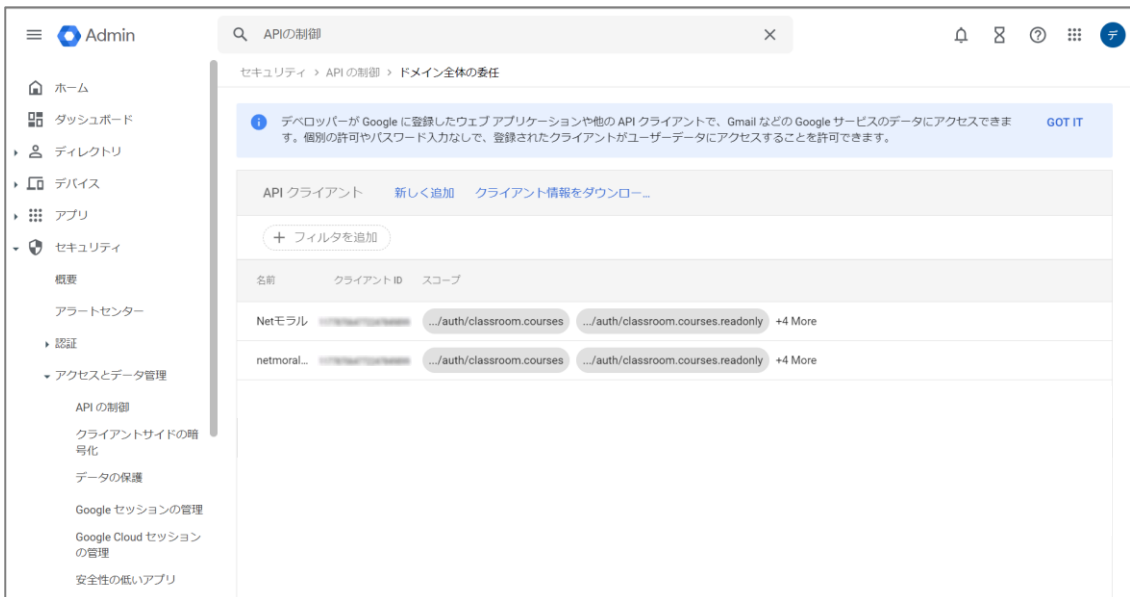 Admin
APIの制御
デ
セキュリティ > API の制御 > ドメイン全体の委任
ホーム
ダッシュボード
ディレクトリ
デバイス
アプリ
セキュリティ
概要
アラートセンター
認証
アクセスとデータ管理
API の制御
クライアントサイドの暗
号化
データの保護
Google セッションの管理
Google Cloud セッション
の管理
安全性の低いアプリ
デベロッパーが Google に登録したウェブ アプリケーションや他の API クライアントで、Gmail などの Google サービスのデータにアクセスできま
す。個別の許可やパスワード入力なしで、登録されたクライアントがユーザーデータにアクセスすることを許可できます。
GOT IT
API クライアント 新しく追加 クライアント情報をダウンロー...
+ フィルタを追加
名前 クライアント ID スコープ
Netモラル .../auth/classroom.courses .../auth/classroom.courses.readonly +4 More
netmoral... .../auth/classroom.courses .../auth/classroom.courses.readonly +4 More